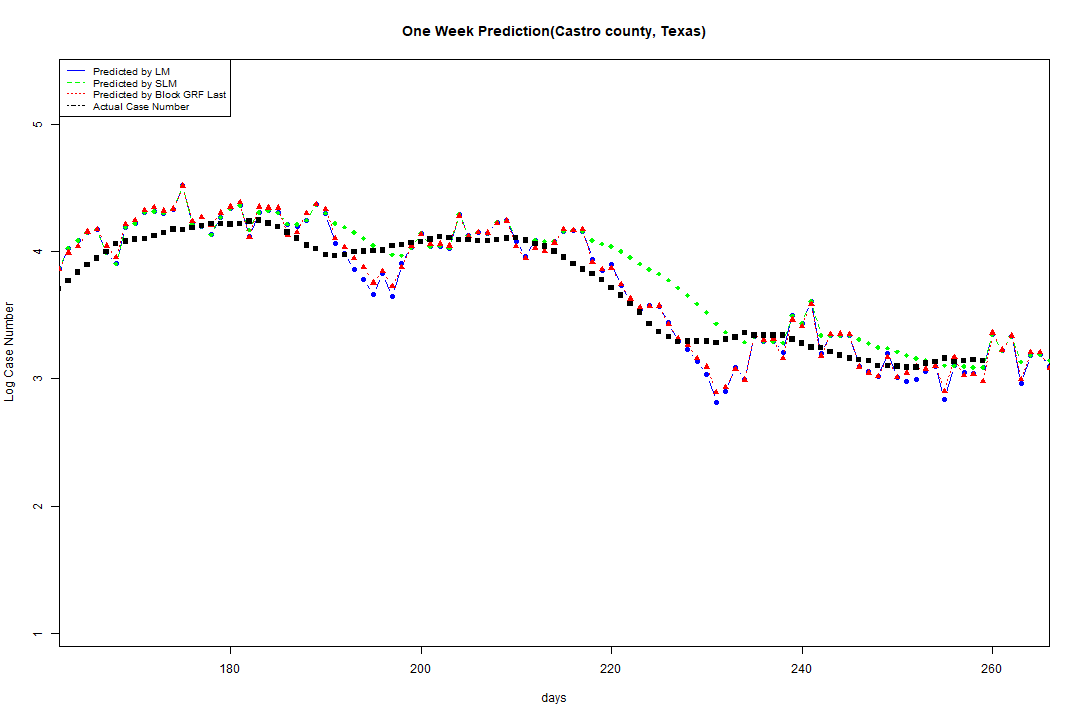 One Week Prediction(Castro county, Texas)
Predicted by LM
Predicted by SLM
Predicted by Block GRF Last
Actual Case Number
5
4
3
2
1
Log Case Number
180 200 220 240 260
days